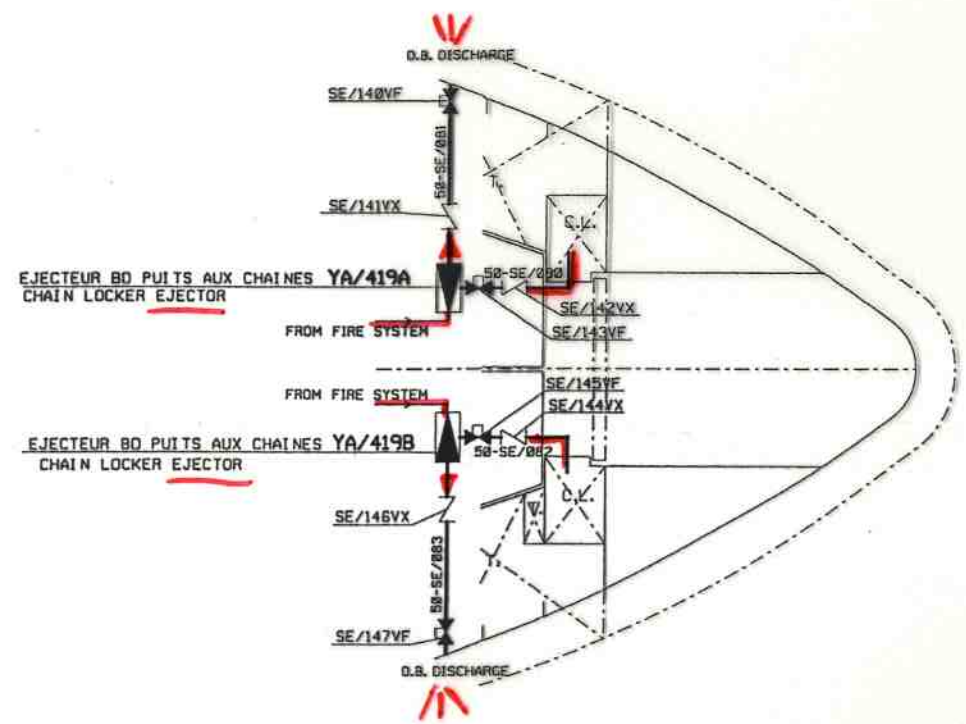 O.B. DISCHARGE
SE/140VF
50-SE/081
SE/141VX
C.L.
EJECTEUR BD PUITS AUX CHAINES YA/419A
CHAIN LOCKER EJECTOR
50-SE/080
SE/142VX
FROM FIRE SYSTEM
SE/143VF
SE/145VF
FROM FIRE SYSTEM
SE/144VX
EJECTEUR BD PUITS AUX CHAINES YA/419B
CHAIN LOCKER EJECTOR
50-SE/082
C.L.
SE/146VX
50-SE/083
SE/147VF
O.B. DISCHARGE